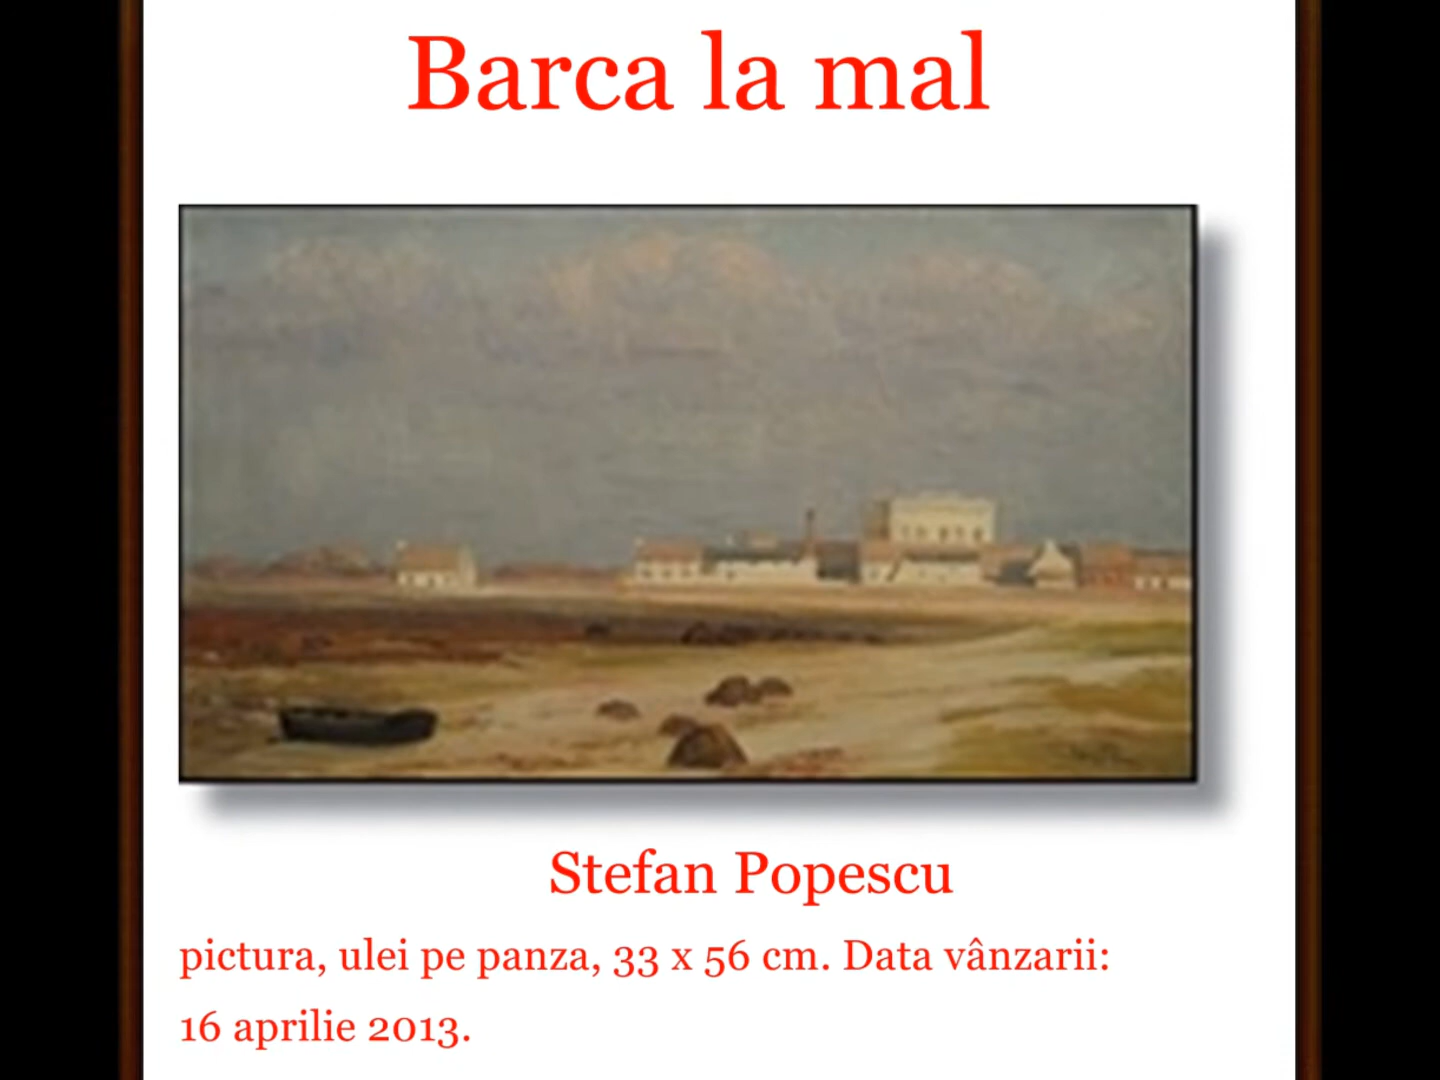 Barca la mal
Stefan Popescu
pictura, ulei pe panza, 33 x 56 cm. Data vânzarii:
16 aprilie 2013.